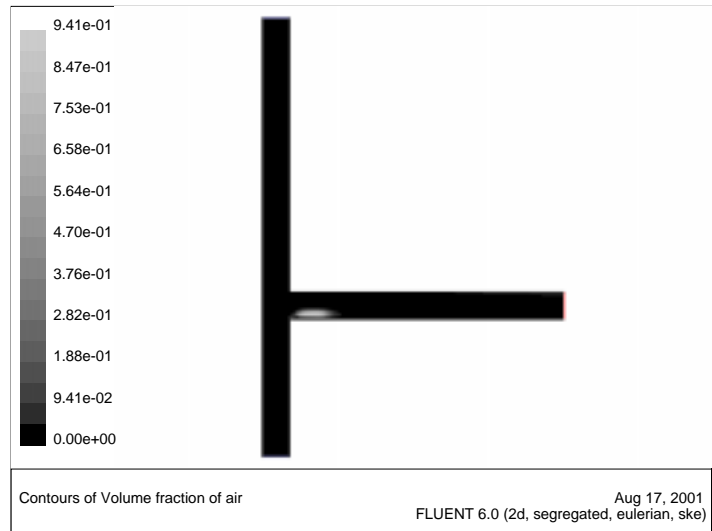 9.41e-01
8.47e-01
7.53e-01
6.58e-01
5.64e-01
4.70e-01
3.76e-01
2.82e-01
1.88e-01
9.41e-02
0.00e+00
Contours of Volume fraction of air
Aug 17, 2001
FLUENT 6.0 (2d, segregated, eulerian, ske)